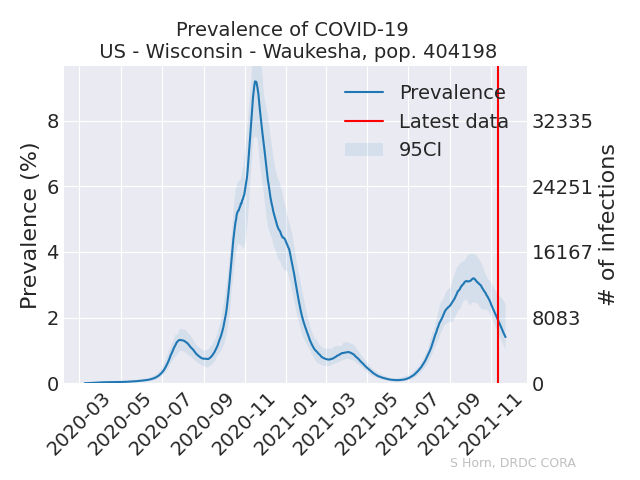 Prevalence of COVID-19
US - Wisconsin - Waukesha, pop. 404198
Prevalence
Latest data
95CI
Prevalence (%)
8
6
4
2
0
32335
24251
16167
8083
0
# of infections
2020-03
2020-05
2020-07
2020-09
2020-11
2021-01
2021-03
2021-05
2021-07
2021-09
2021-11
S Horn, DRDC CORA